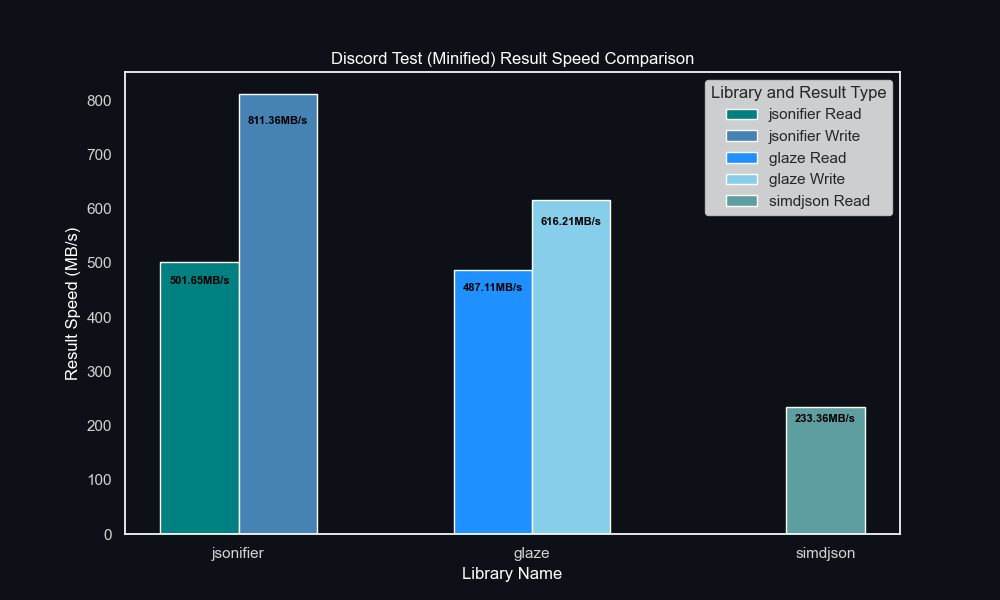 Discord Test (Minified) Result Speed Comparison
Library and Result Type
jsonifier Read
jsonifier Write
glaze Read
glaze Write
simdjson Read
Result Speed (MB/s)
800
700
600
500
400
300
200
100
0
811.36MB/s
501.65MB/s
616.21MB/s
487.11MB/s
233.36MB/s
jsonifier
glaze
simdjson
Library Name